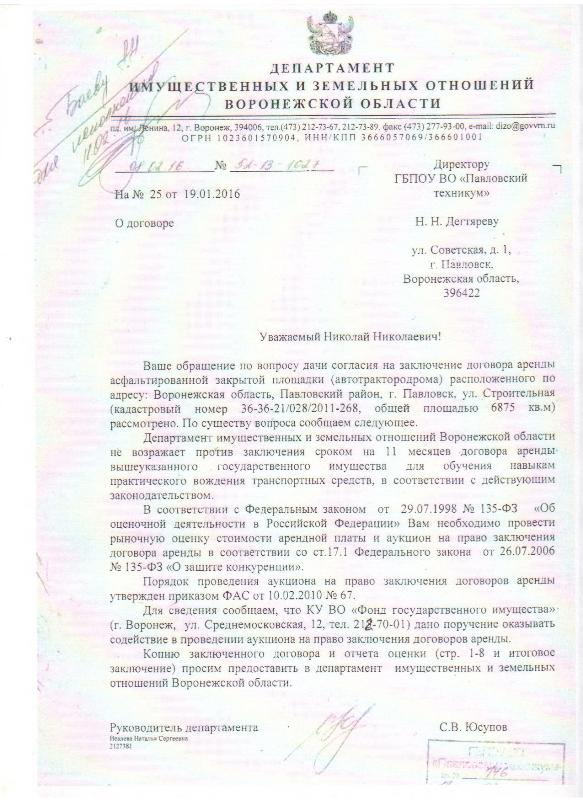 Баеву
для исполнения
11.02
ДЕПАРТАМЕНТ
ИМУЩЕСТВЕННЫХ И ЗЕМЕЛЬНЫХ ОТНОШЕНИЙ
ВОРОНЕЖСКОЙ ОБЛАСТИ
пл. им. Ленина, 12, г. Воронеж, 394006, тел.(473) 212-73-67, 212-73-89, факс (473) 277-93-00, e-mail: dizo@govvrn.ru
ОГРН 1023601570904, ИНН/КПП 3666057069/366601001
№
На № 25 от 19.01.2016
О договоре
Директору
ГБПОУ ВО «Павловский
техникум»
Н. Н. Дегтяреву
ул. Советская, д. 1,
г. Павловск,
Воронежская область,
396422
Уважаемый Николай Николаевич!
Ваше обращение по вопросу дачи согласия на заключение договора аренды
асфальтированной закрытой площадки (автотрактородрома) расположенного по
адресу: Воронежская область, Павловский район, г. Павловск, ул. Строительная
(кадастровый номер 36-36-21/028/2011-268, общей площадью 6875 кв.м)
рассмотрено. По существу вопроса сообщаем следующее.
Департамент имущественных и земельных отношений Воронежской области
не возражает против заключения сроком на 11 месяцев договора аренды
вышеуказанного государственного имущества для обучения навыкам
практического вождения транспортных средств, в соответствии с действующим
законодательством.
В соответствии с Федеральным законом от 29.07.1998 № 135-ФЗ «Об
оценочной деятельности в Российской Федерации» Вам необходимо провести
рыночную оценку стоимости арендной платы и аукцион на право заключения
договора аренды в соответствии со ст.17.1 Федерального закона от 26.07.2006
№ 135-ФЗ «О защите конкуренции».
Порядок проведения аукциона на право заключения договоров аренды
утвержден приказом ФАС от 10.02.2010 № 67.
Для сведения сообщаем, что КУ ВО «Фонд государственного имущества»
(г. Воронеж, ул. Среднемосковская, 12, тел. 212-70-01) дано поручение оказывать
содействие в проведении аукциона на право заключения договоров аренды.
Копию заключенного договора и отчета оценки (стр. 1-8 и итоговое
заключение) просим предоставить в департамент имущественных и земельных
отношений Воронежской области.
Руководитель департамента С.В. Юсупов
Наталья Сергеевна
2127381
146